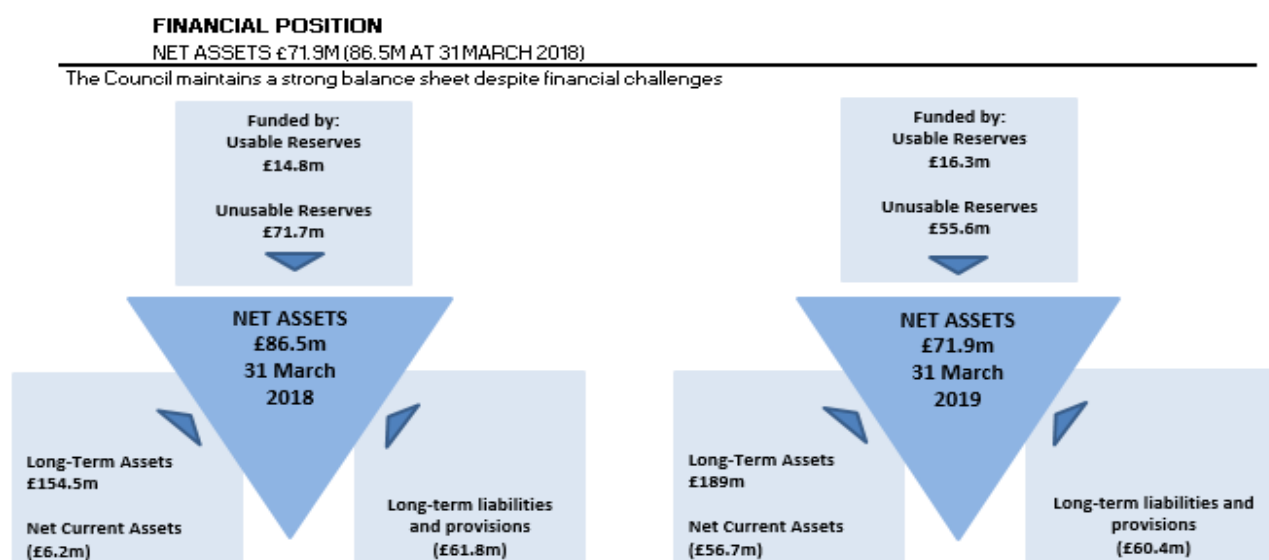 FINANCIAL POSITION
NET ASSETS £71.9M (86.5M AT 31 MARCH 2018)
The Council maintains a strong balance sheet despite financial challenges
Funded by:
Usable Reserves
£14.8m
Unusable Reserves
£71.7m
NET ASSETS
£86.5m
31 March
2018
Long-Term Assets
£154.5m
Net Current Assets
(£6.2m)
Long-term liabilities
and provisions
(£61.8m)
Funded by:
Usable Reserves
£16.3m
Unusable Reserves
£55.6m
NET ASSETS
£71.9m
31 March
2019
Long-Term Assets
£189m
Net Current Assets
(£56.7m)
Long-term liabilities and
provisions
(£60.4m)